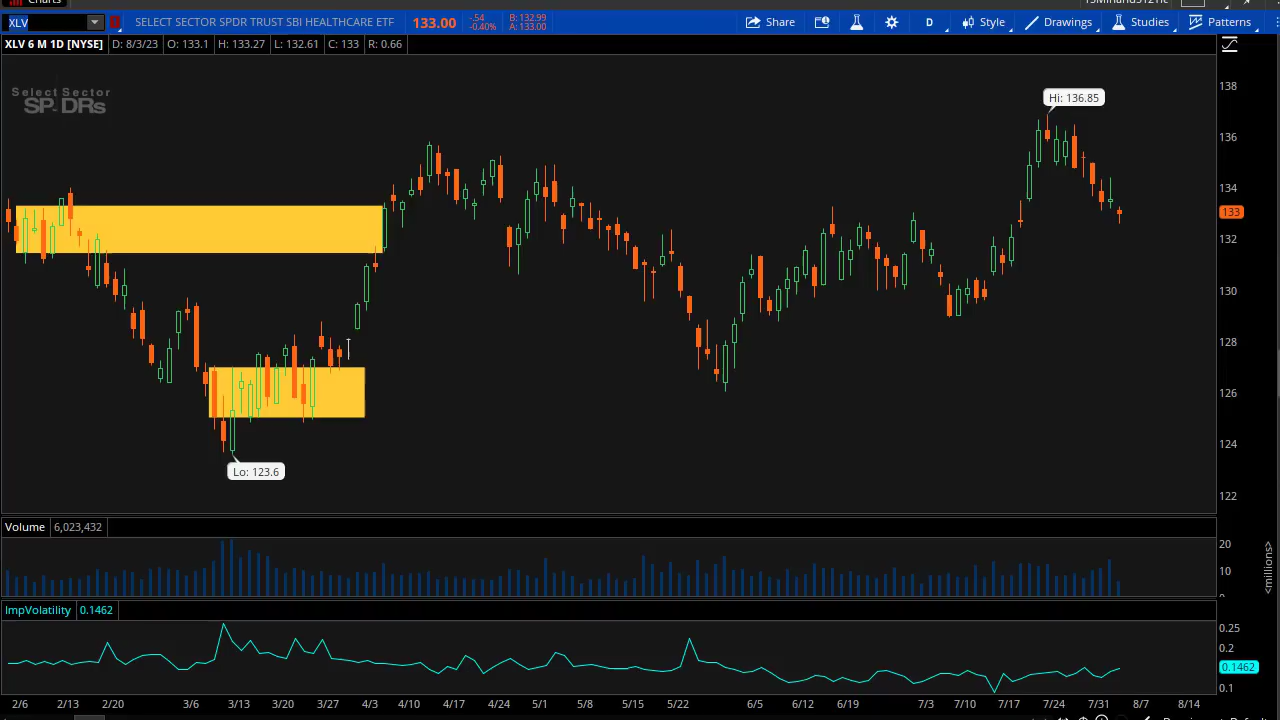 Charts
XLV SELECT SECTOR SPDR TRUST SBI HEALTHCARE ETF 133.00 -.54 -0.40% B: 132.99 A: 133.00 Share D Style Drawings Studies Patterns
XLV 6 M 1D [NYSE] D: 8/3/23 O: 133.1 H: 133.27 L: 132.61 C: 133 R: 0.66
Select Sector
SPDRs
Hi: 136.85
Lo: 123.6
138
136
134
133
132
130
128
126
124
122
Volume 6,023,432
20
10
0
<millions>
ImpVolatility 0.1462
0.25
0.2
0.1462
0.1
2/6 2/13 2/20 3/6 3/13 3/20 3/27 4/3 4/10 4/17 4/24 5/1 5/8 5/15 5/22 6/5 6/12 6/19 7/3 7/10 7/17 7/24 7/31 8/7 8/14